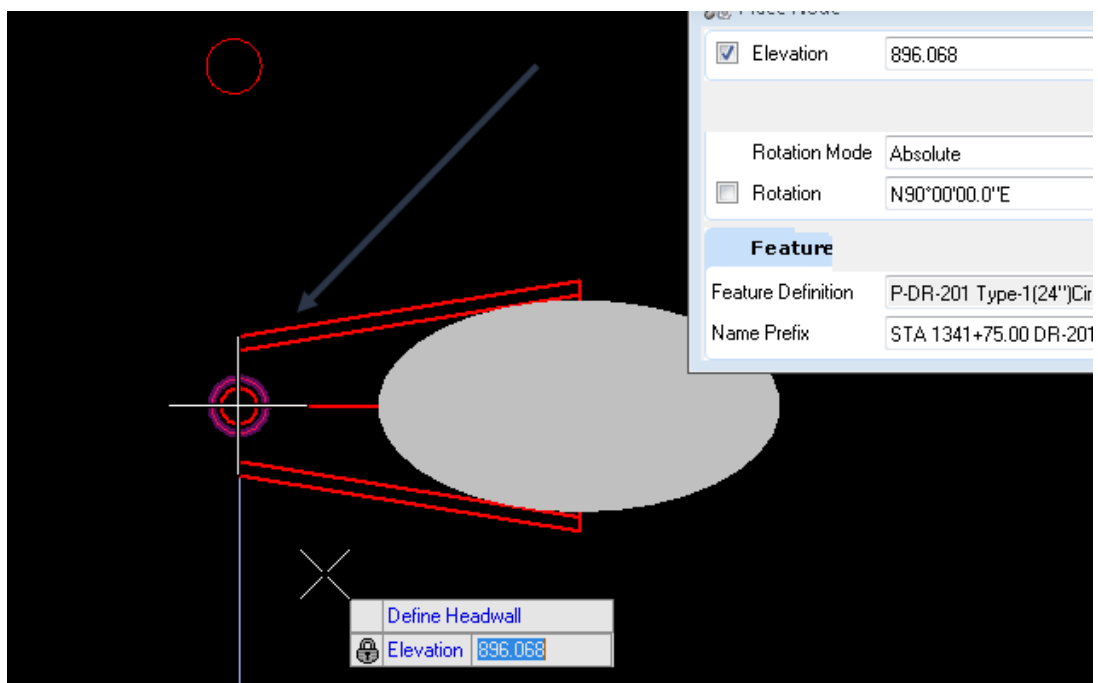 Place Node
Elevation 896.068
Rotation Mode Absolute
Rotation N90°00'00.0"E
Feature
Feature Definition P-DR-201 Type-1(24")Cir
Name Prefix STA 1341+75.00 DR-201
Define Headwall
Elevation 896.068